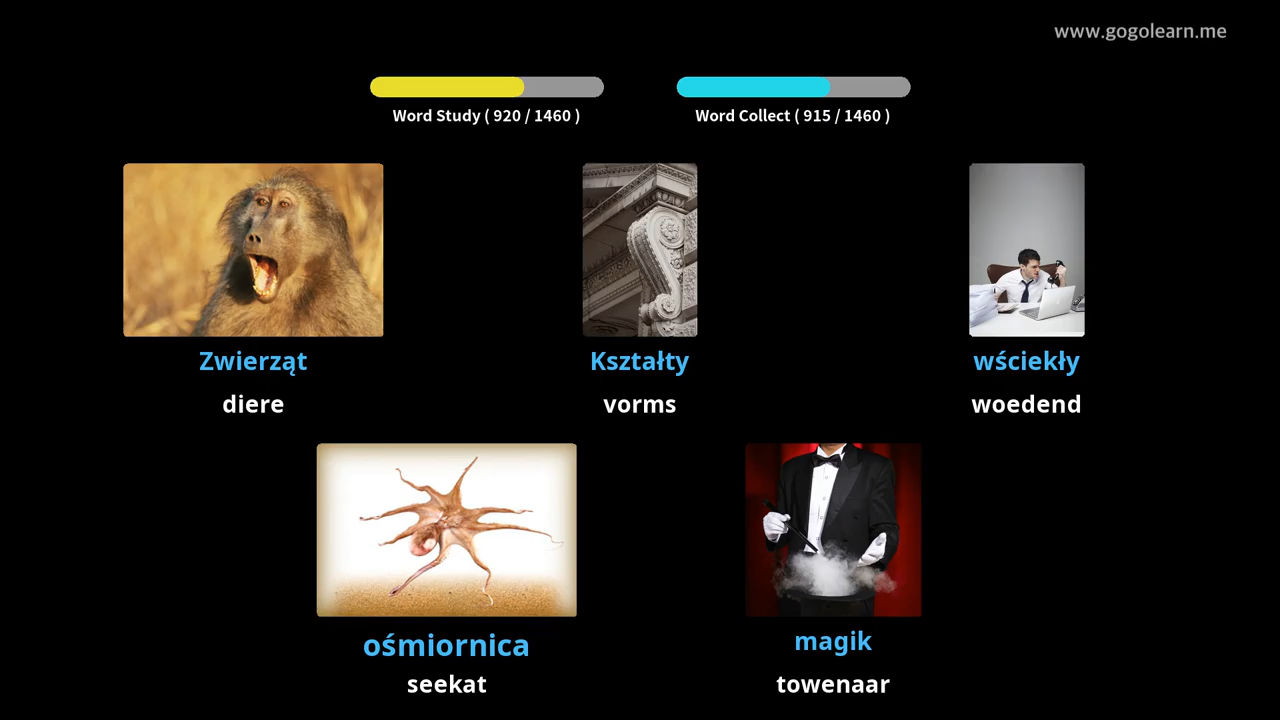 www.gogolearn.me
Word Study ( 920 / 1460 )
Word Collect ( 915 / 1460 )
Zwierząt
diere
Kształty
vorms
wściekły
woedend
ośmiornica
seekat
magik
towenaar